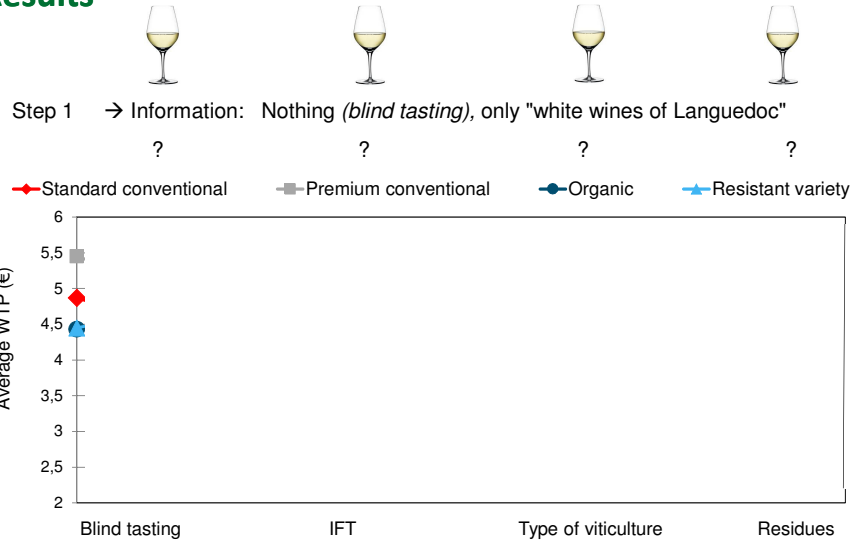 Results
Step 1 → Information: Nothing (blind tasting), only "white wines of Languedoc"
? ? ? ?
Standard conventional Premium conventional Organic Resistant variety
Average WTP (€)
6
5,5
5
4,5
4
3,5
3
2,5
2
Blind tasting IFT Type of viticulture Residues